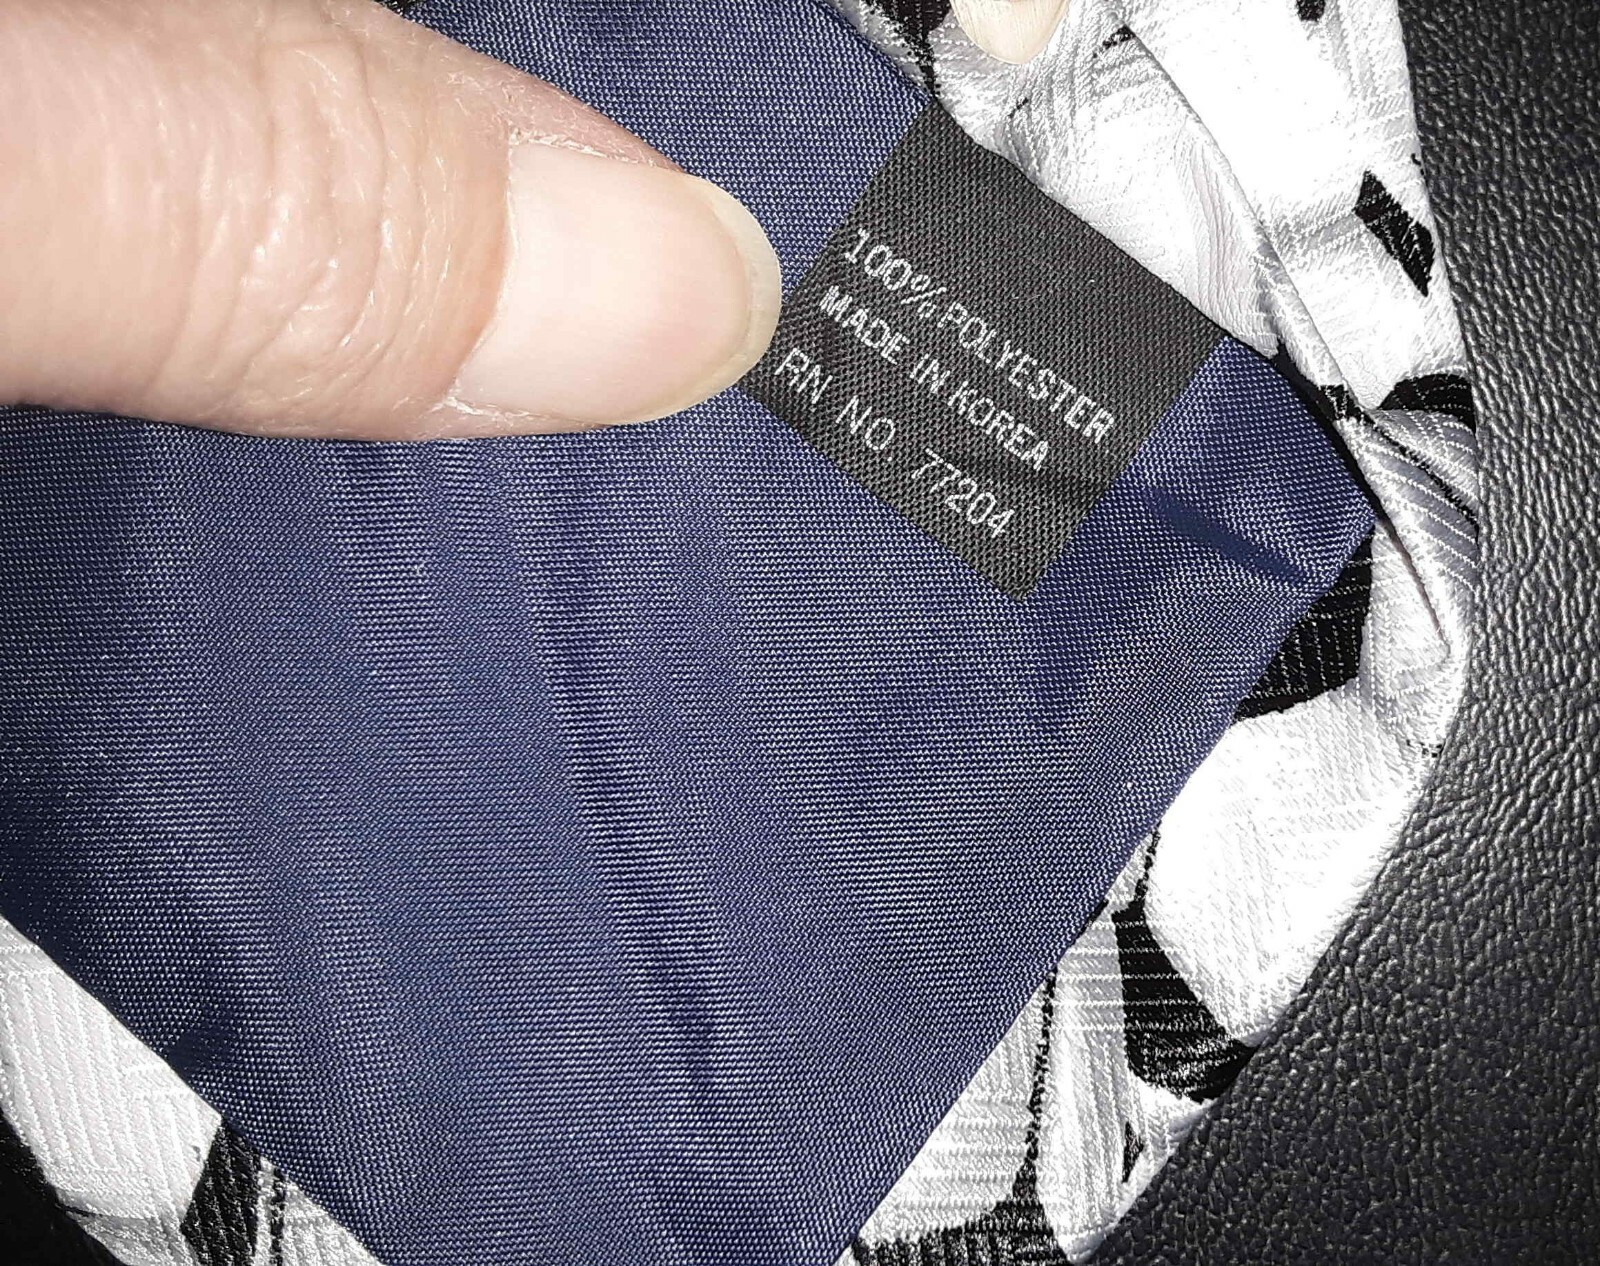 100% POLYESTER
MADE IN KOREA
RN NO. 77204